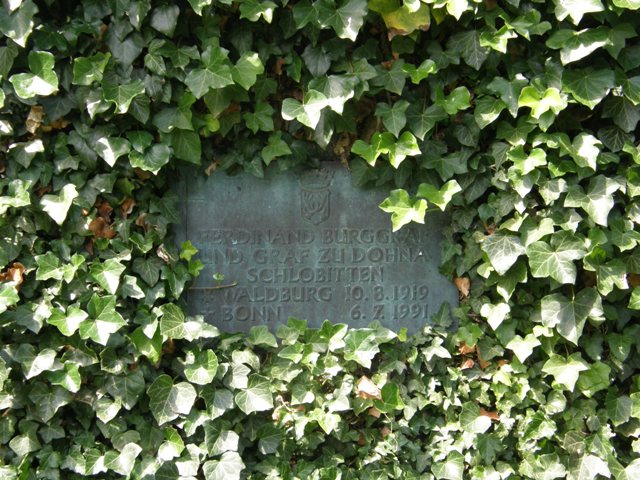 FERDINAND BURGGRAF
UND GRAF ZU DOHNA
SCHLOBITTEN
WALDBURG 10.8.1919
BONN 6.7.1991